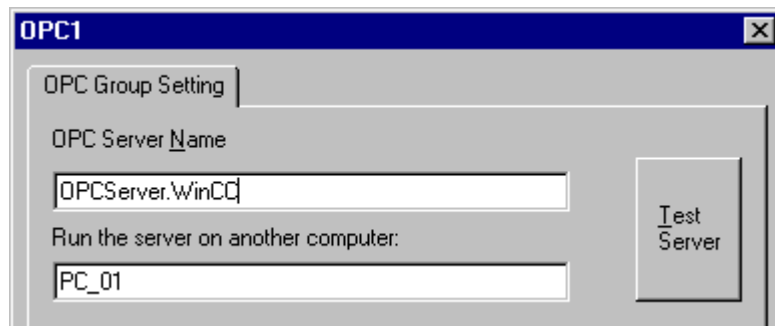 OPC1
OPC Group Setting
OPC Server Name
OPCServer.WinCC
Run the server on another computer:
PC_01
Test
Server